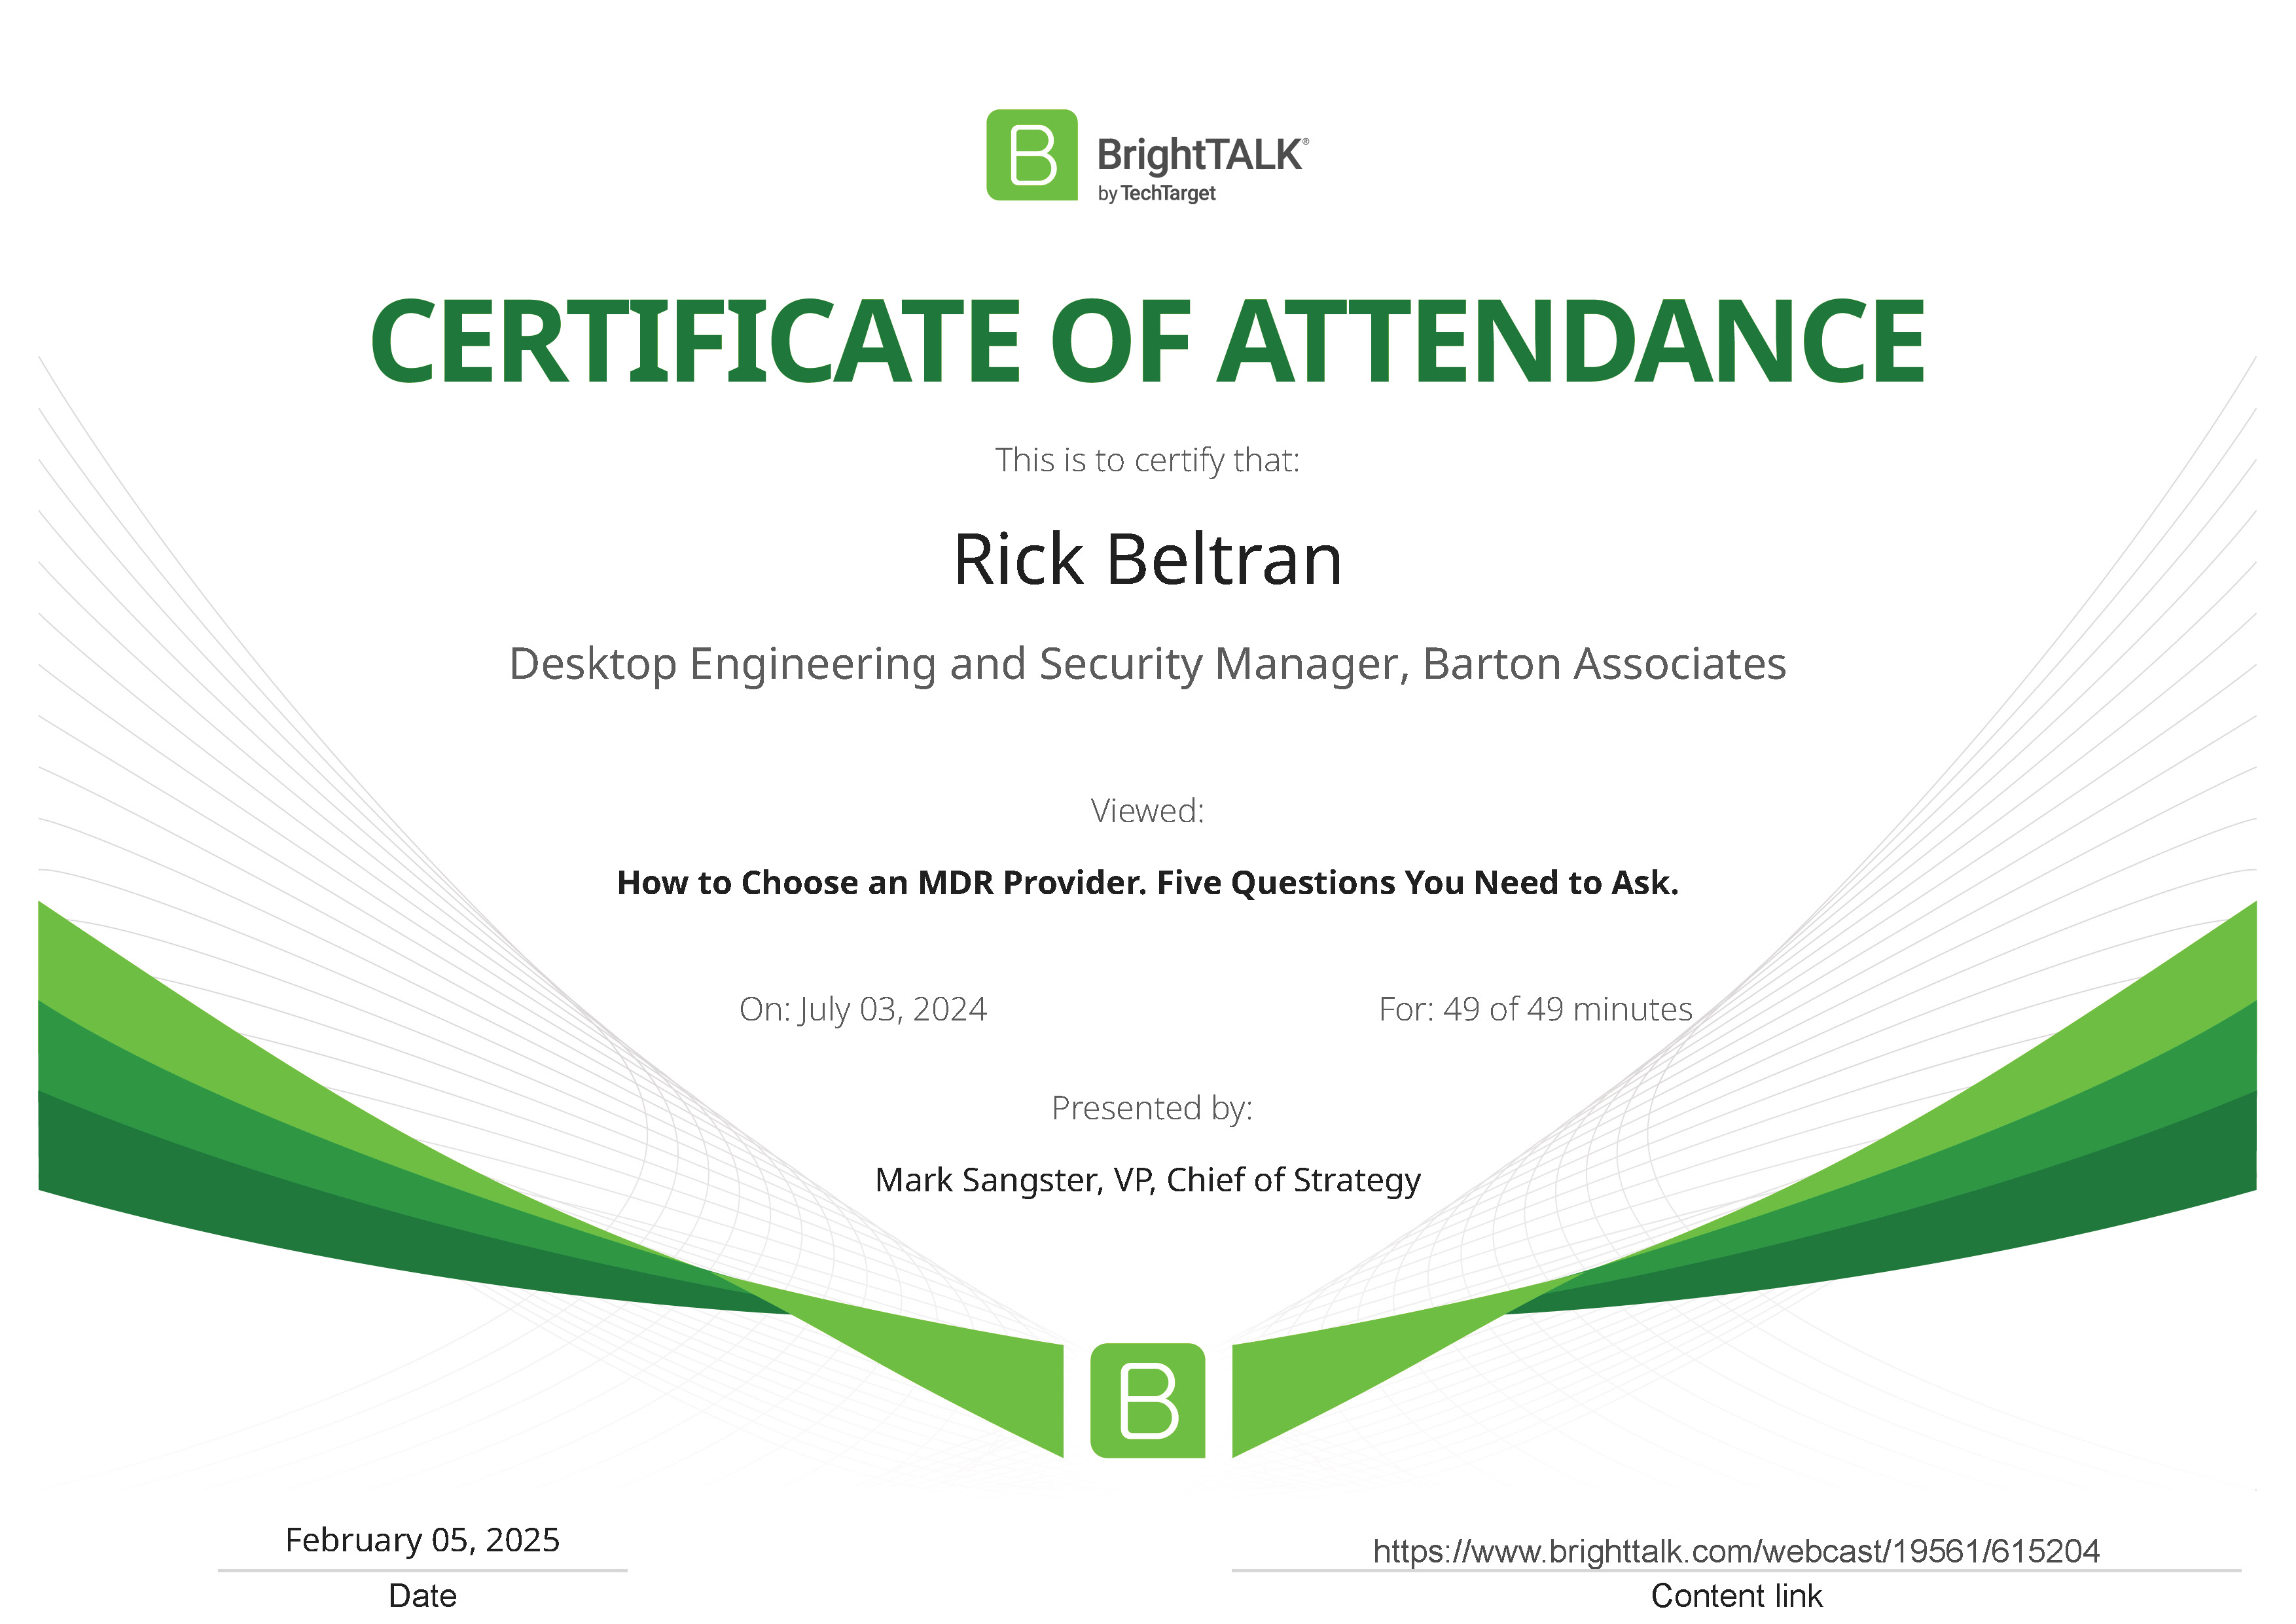 B BrightTALK®
by TechTarget
CERTIFICATE OF ATTENDANCE
This is to certify that:
Rick Beltran
Desktop Engineering and Security Manager, Barton Associates
Viewed:
How to Choose an MDR Provider. Five Questions You Need to Ask.
On: July 03, 2024 For: 49 of 49 minutes
Presented by:
Mark Sangster, VP, Chief of Strategy
B
February 05, 2025 https://www.brighttalk.com/webcast/19561/615204
Date Content link